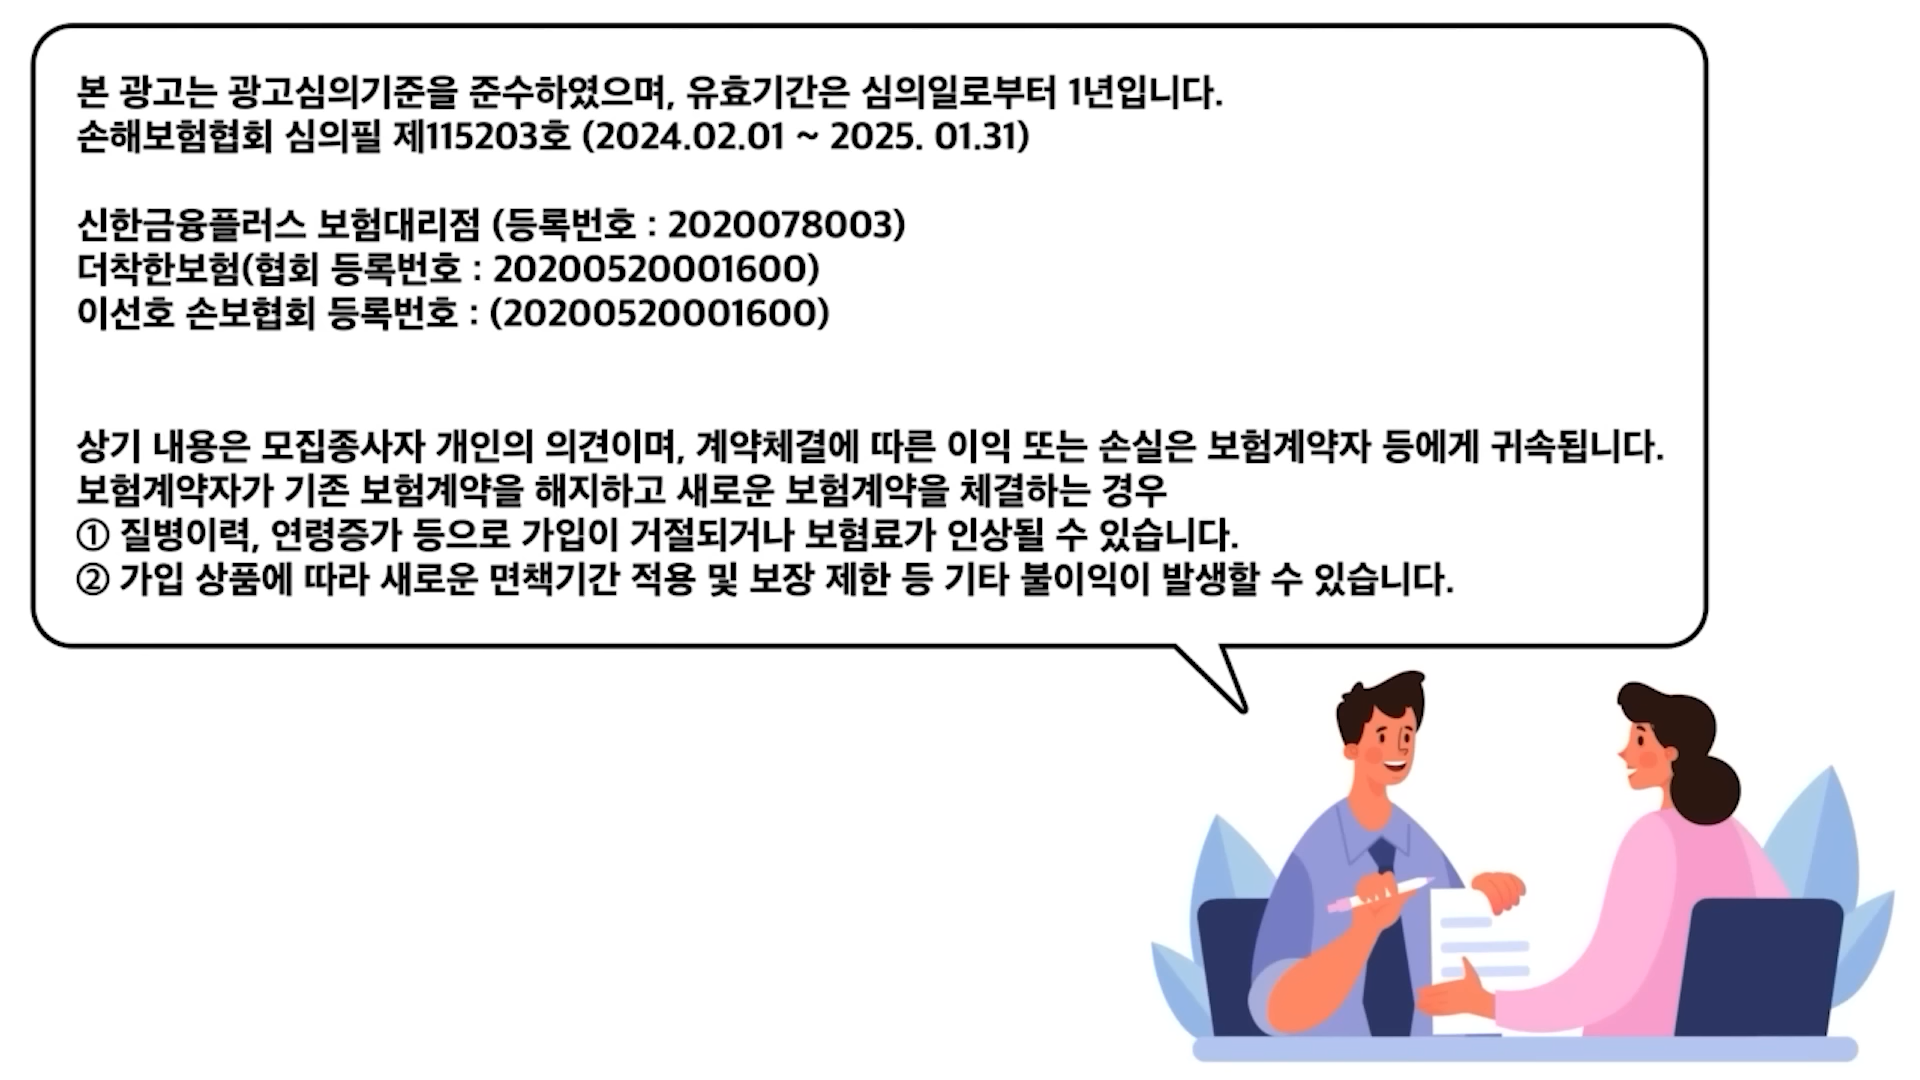 본 광고는 광고심의기준을 준수하였으며, 유효기간은 심의일로부터 1년입니다.
손해보험협회 심의필 제115203호 (2024.02.01 ~ 2025. 01.31)
신한금융플러스 보험대리점 (등록번호 : 2020078003)
더착한보험(협회 등록번호 : 20200520001600)
이선호 손보협회 등록번호 : (20200520001600)
상기 내용은 모집종사자 개인의 의견이며, 계약체결에 따른 이익 또는 손실은 보험계약자 등에게 귀속됩니다.
보험계약자가 기존 보험계약을 해지하고 새로운 보험계약을 체결하는 경우
① 질병이력, 연령증가 등으로 가입이 거절되거나 보혐료가 인상될 수 있습니다.
② 가입 상품에 따라 새로운 면책기간 적용 및 보장 제한 등 기타 불이익이 발생할 수 있습니다.